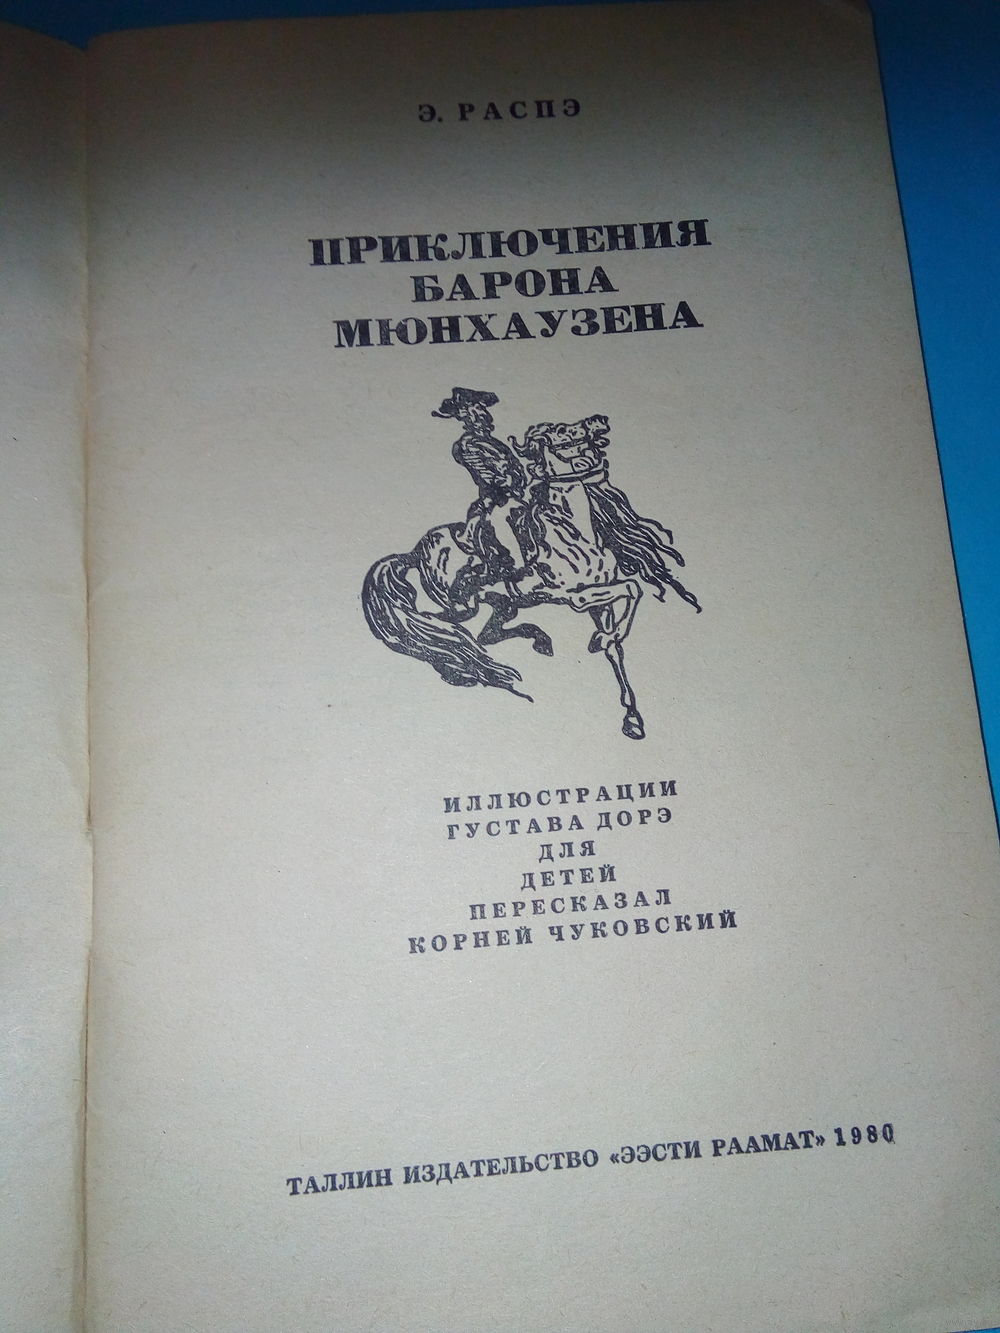 Э. РАСПЭ
ПРИКЛЮЧЕНИЯ
БАРОНА
МЮНХАУЗЕНА
ИЛЛЮСТРАЦИИ
ГУСТАВА ДОРЭ
ДЛЯ
ДЕТЕЙ
ПЕРЕСКАЗАЛ
КОРНЕЙ ЧУКОВСКИЙ
ТАЛЛИН ИЗДАТЕЛЬСТВО «ЭЭСТИ РААМАТ» 1980